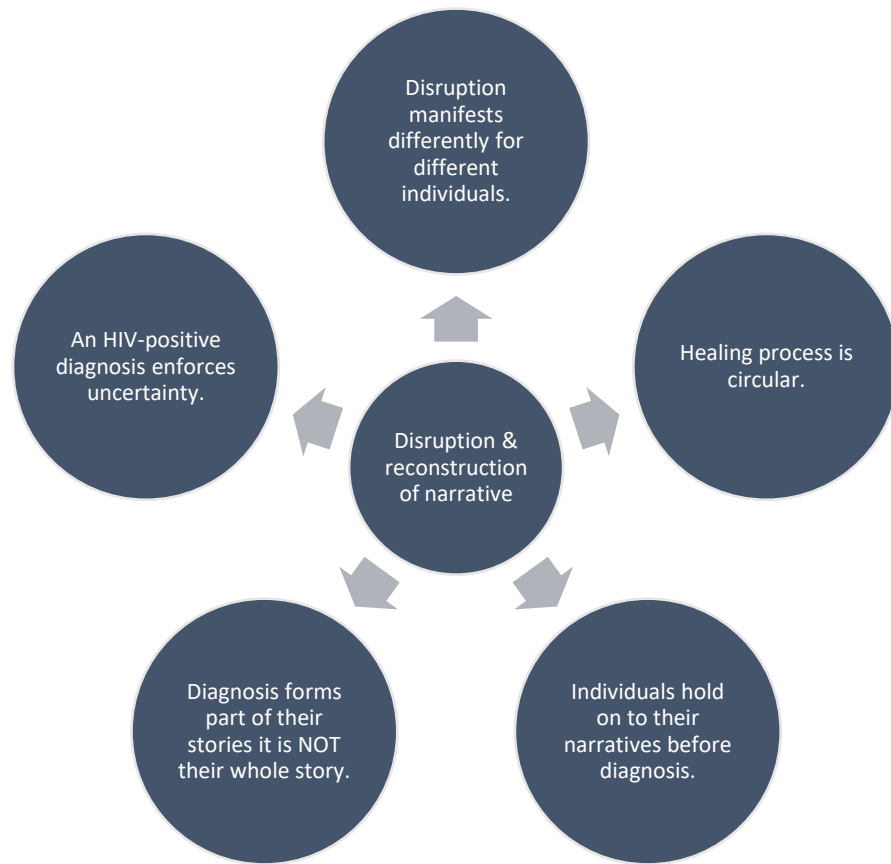 Disruption
manifests
differently for
different
individuals.
An HIV-positive
diagnosis enforces
uncertainty.
Healing process is
circular.
Disruption &
reconstruction
of narrative
Diagnosis forms
part of their
stories it is NOT
their whole story.
Individuals hold
on to their
narratives before
diagnosis.